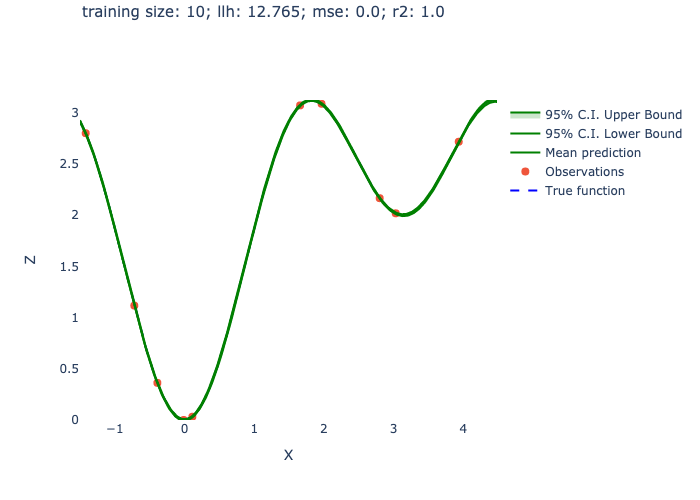 training size: 10; llh: 12.765; mse: 0.0; r2: 1.0
3
2.5
2
1.5
1
0.5
0
Z
−1
0
1
2
3
4
X
95% C.I. Upper Bound
95% C.I. Lower Bound
Mean prediction
Observations
True function